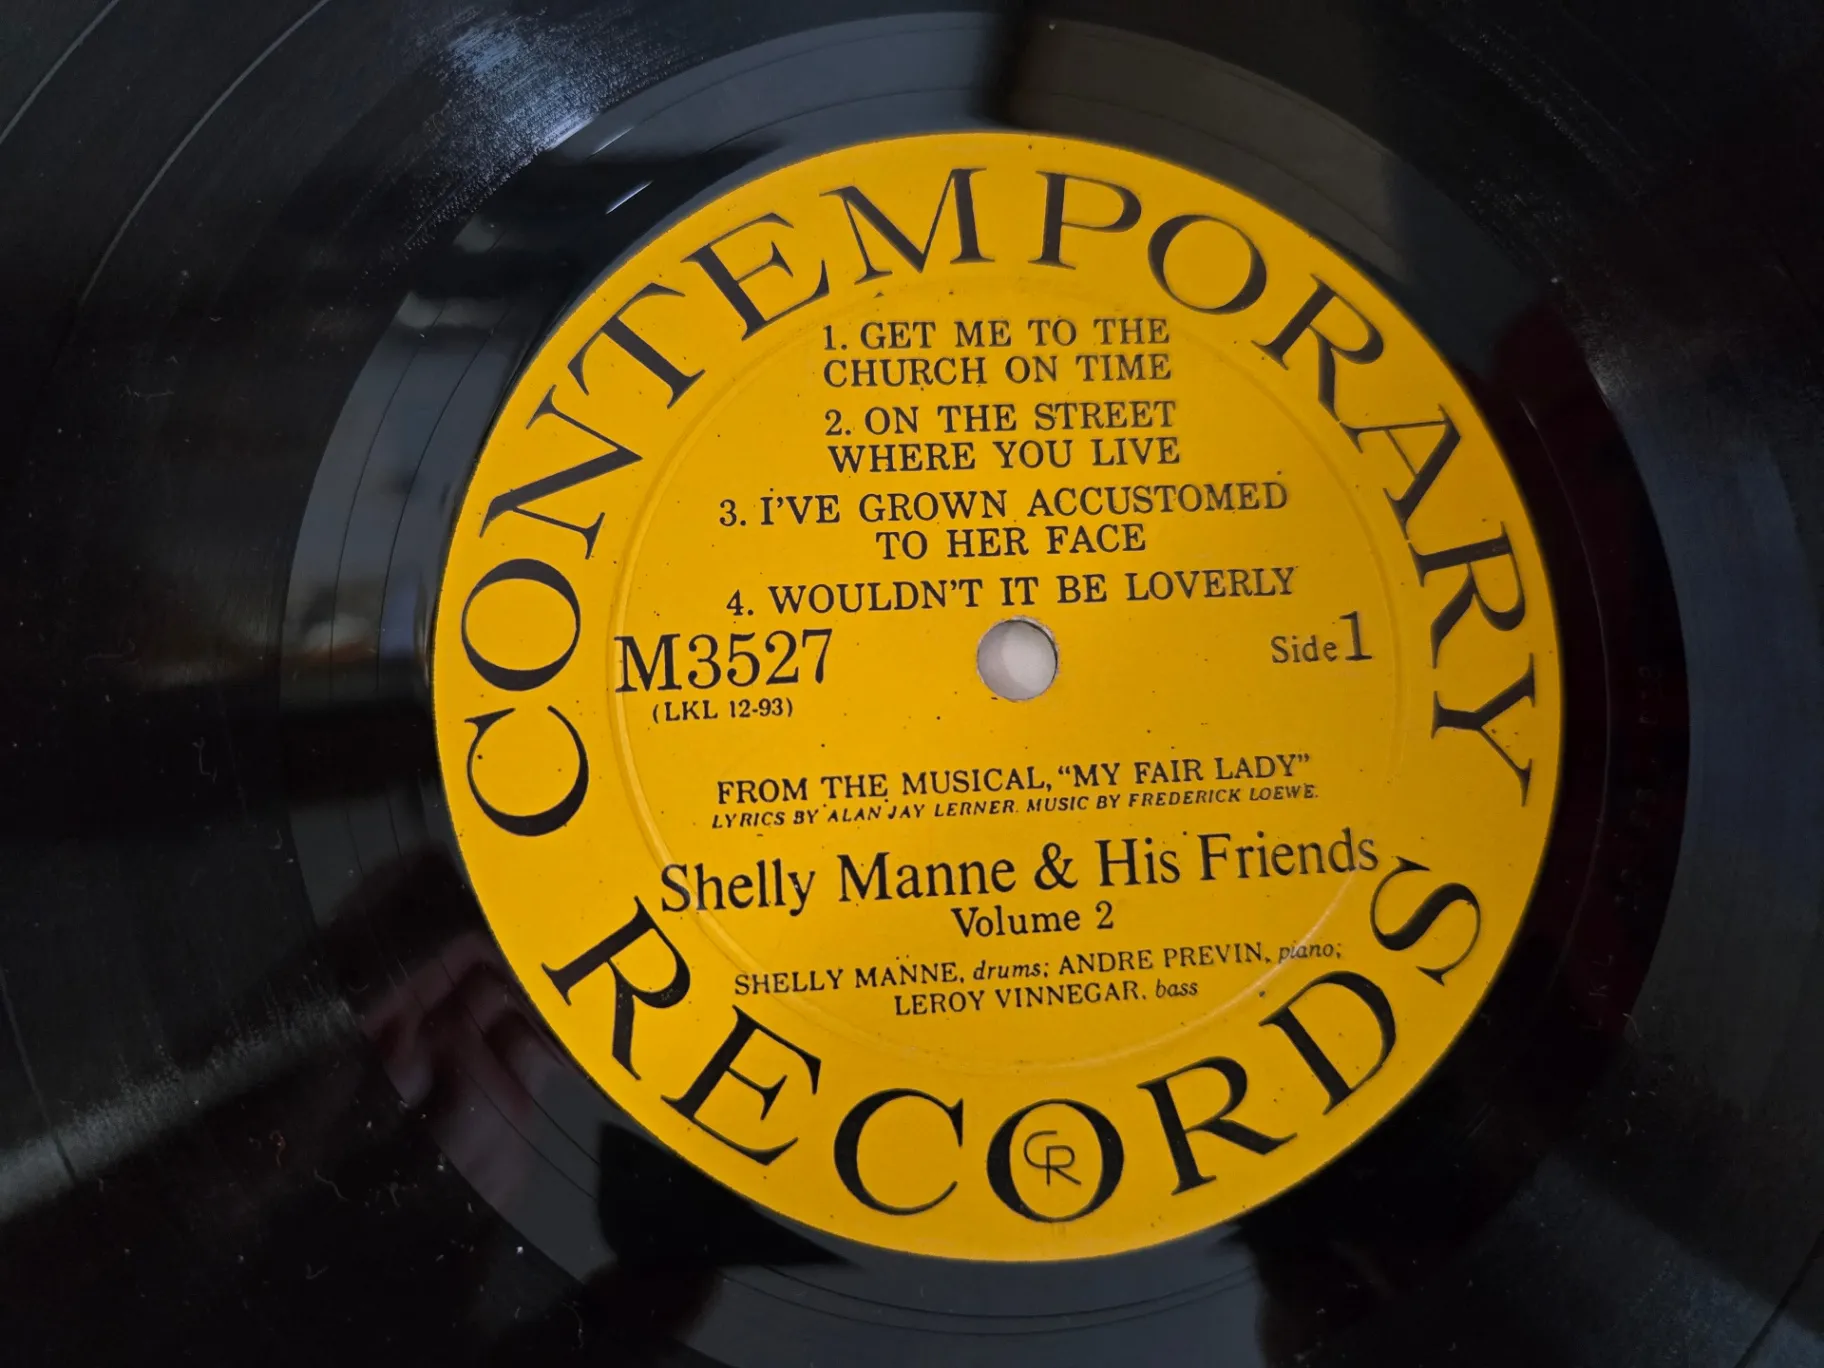 CONTEMPORARY
1. GET ME TO THE
CHURCH ON TIME
2. ON THE STREET
WHERE YOU LIVE
3. I'VE GROWN ACCUSTOMED
TO HER FACE
4. WOULDN'T IT BE LOVERLY
M3527
Side 1
(LKL 12-93)
FROM THE MUSICAL, “MY FAIR LADY”
LYRICS BY ALAN JAY LERNER. MUSIC BY FREDERICK LOEWE.
Shelly Manne & His Friends
Volume 2
SHELLY MANNE, drums; ANDRE PREVIN, piano;
LEROY VINNEGAR, bass
RECORDS
CR